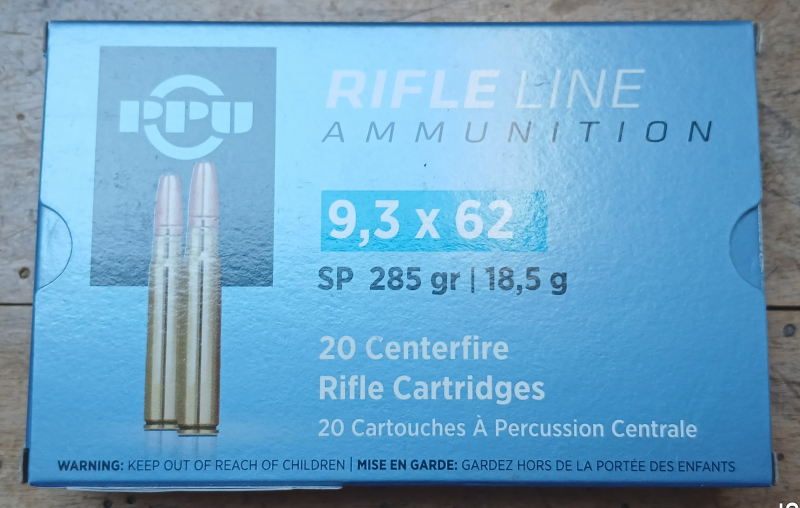 PPU
RIFLE LINE
AMMUNITION
9,3 x 62
SP 285 gr | 18,5 g
20 Centerfire
Rifle Cartridges
20 Cartouches À Percussion Centrale
WARNING: KEEP OUT OF REACH OF CHILDREN | MISE EN GARDE: GARDEZ HORS DE LA PORTÉE DES ENFANTS